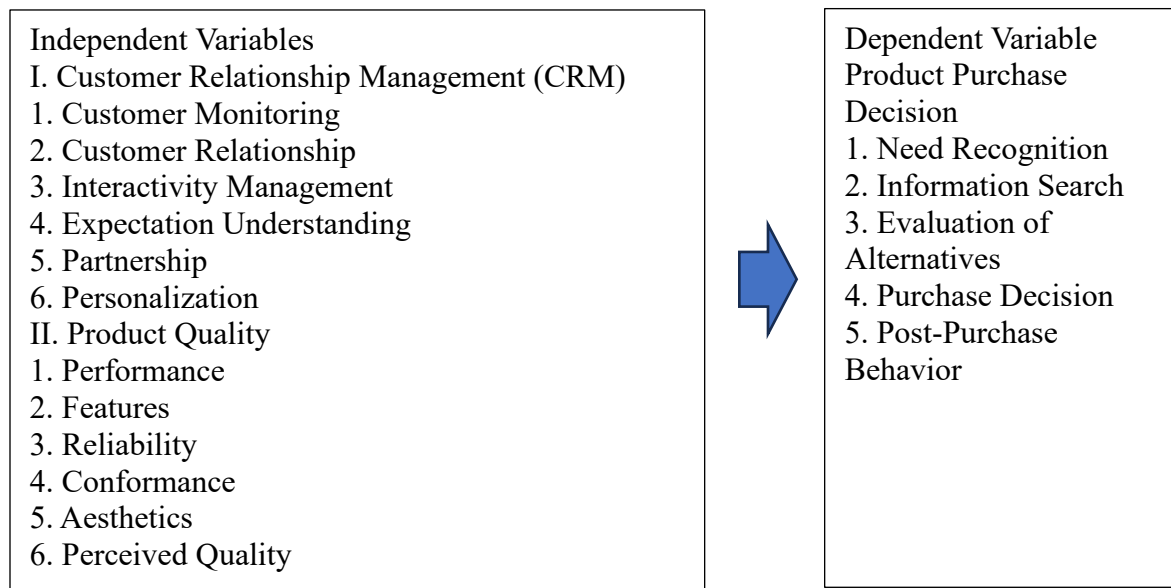 Independent Variables
I. Customer Relationship Management (CRM)
1. Customer Monitoring
2. Customer Relationship
3. Interactivity Management
4. Expectation Understanding
5. Partnership
6. Personalization
II. Product Quality
1. Performance
2. Features
3. Reliability
4. Conformance
5. Aesthetics
6. Perceived Quality
Dependent Variable
Product Purchase
Decision
1. Need Recognition
2. Information Search
3. Evaluation of
Alternatives
4. Purchase Decision
5. Post-Purchase
Behavior